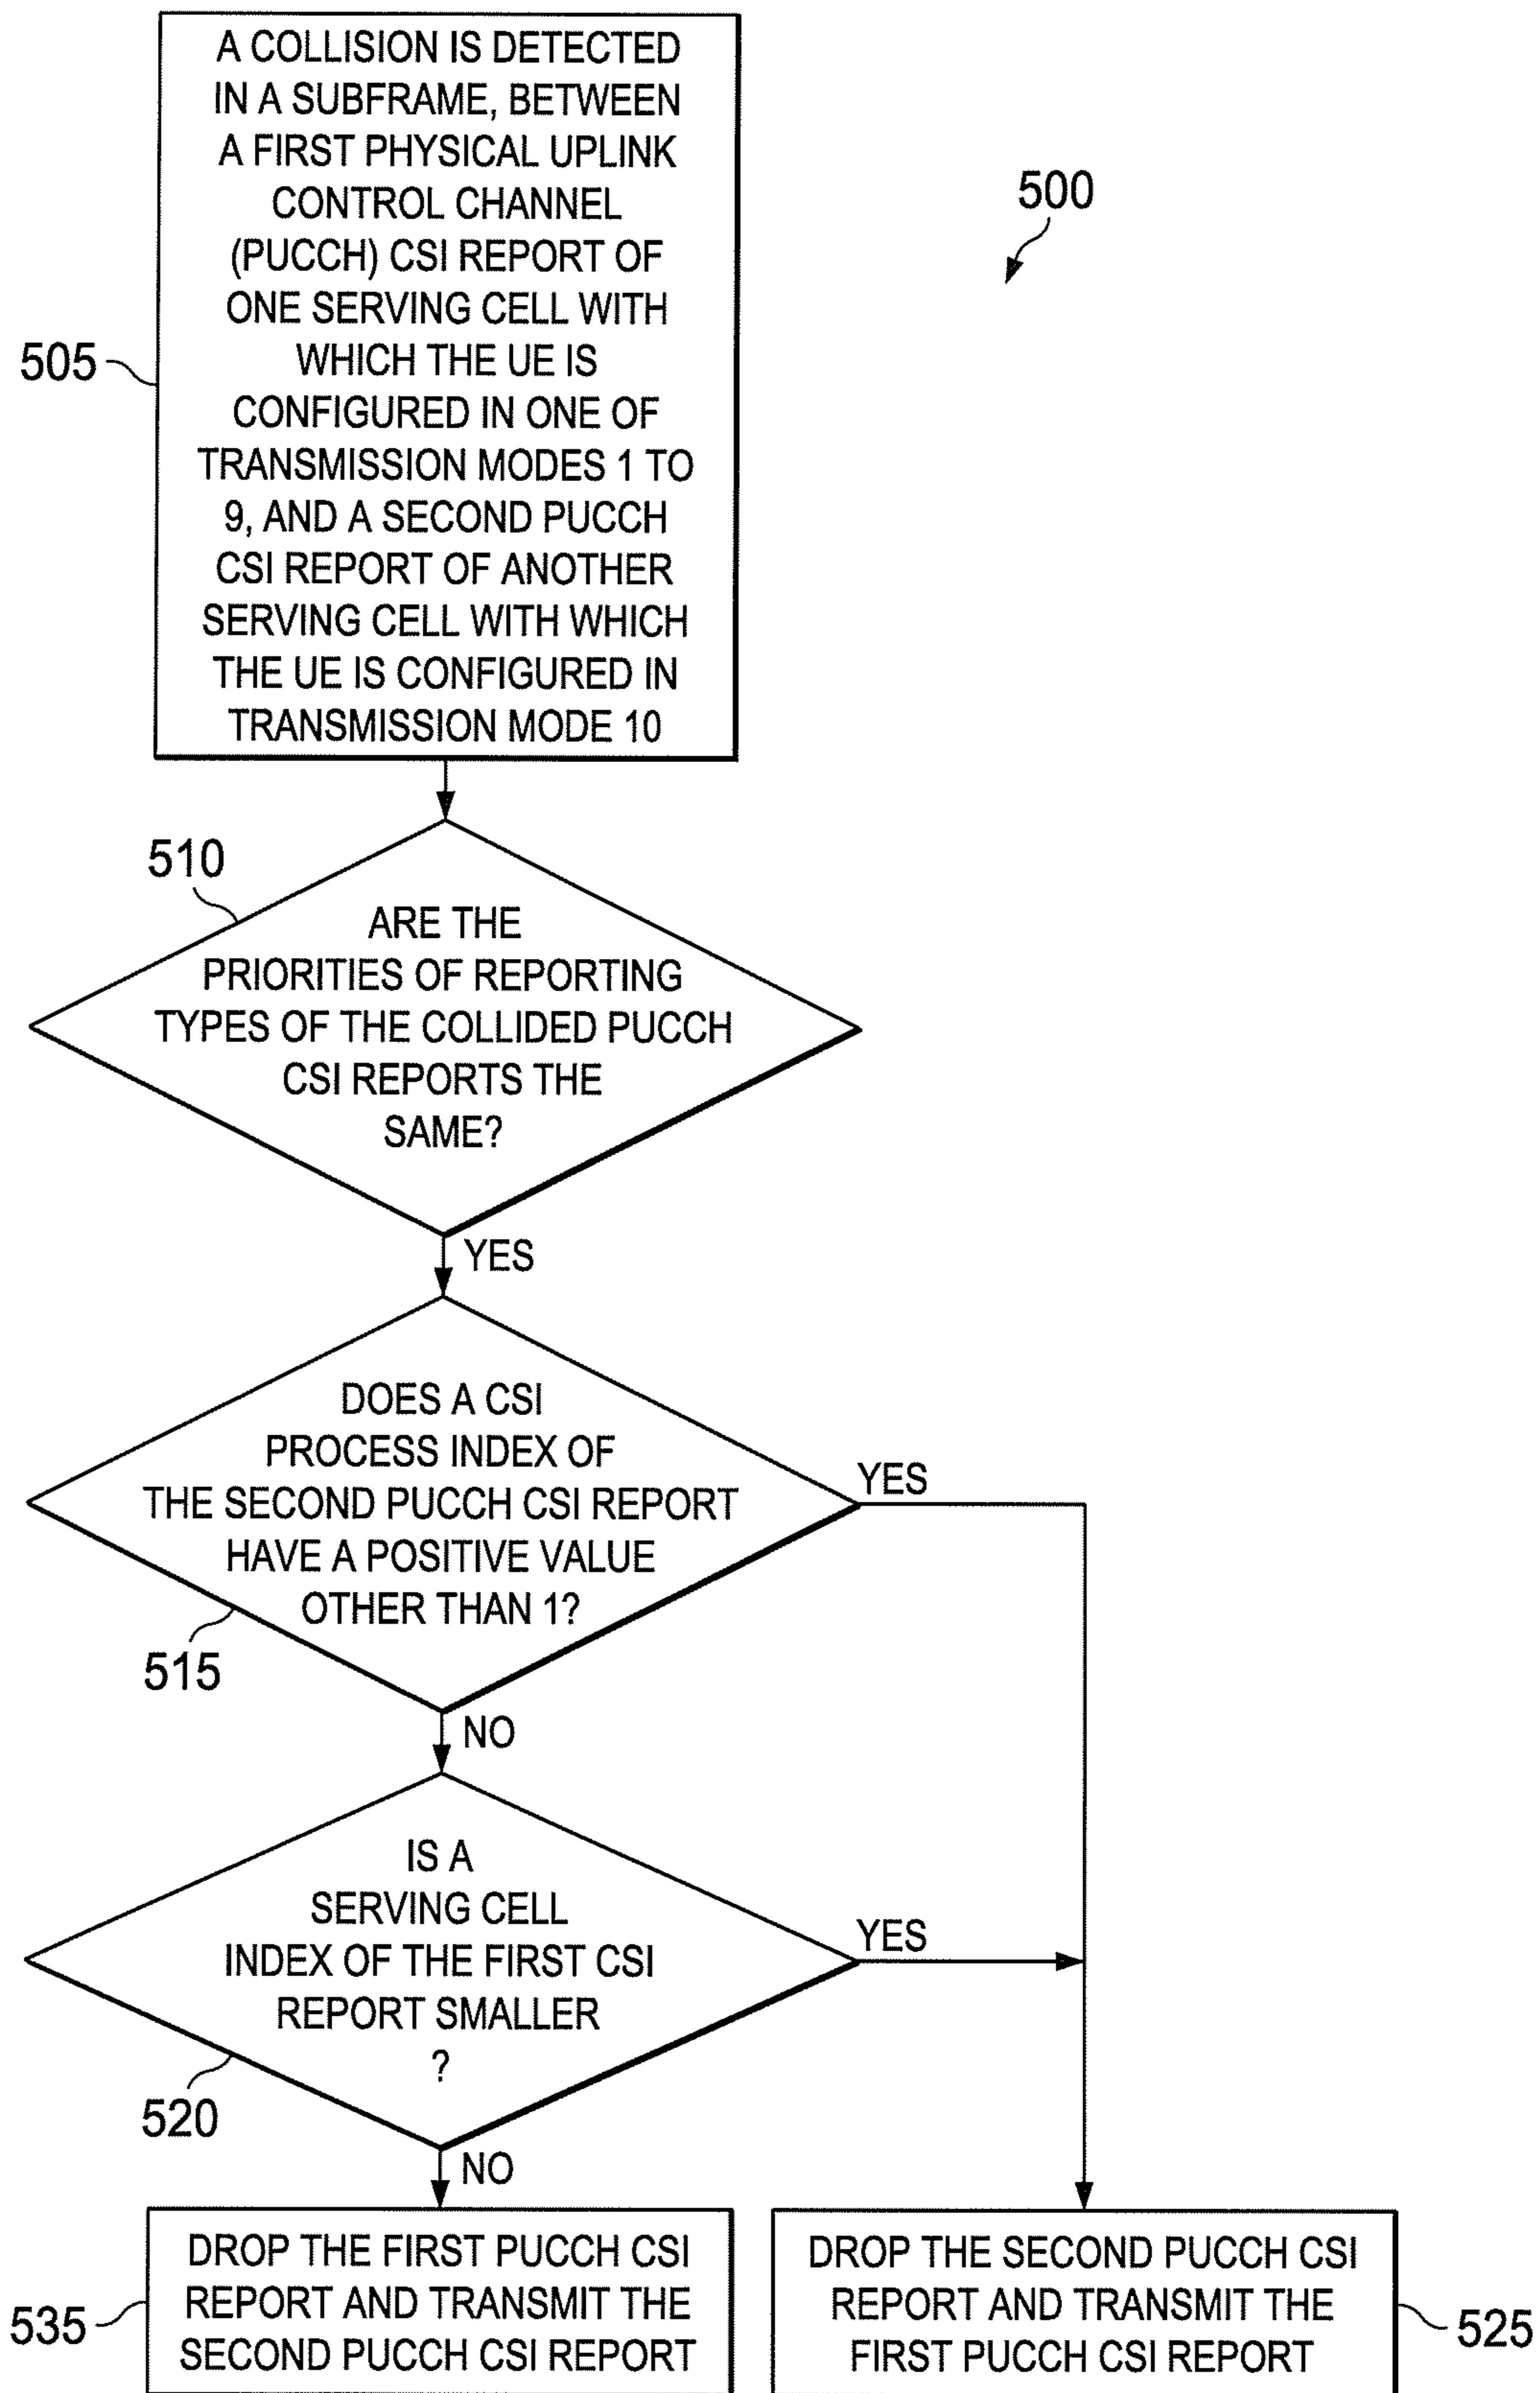 A COLLISION IS DETECTED
IN A SUBFRAME, BETWEEN
A FIRST PHYSICAL UPLINK
CONTROL CHANNEL
(PUCCH) CSI REPORT OF
ONE SERVING CELL WITH
WHICH THE UE IS
CONFIGURED IN ONE OF
TRANSMISSION MODES 1 TO
9, AND A SECOND PUCCH
CSI REPORT OF ANOTHER
SERVING CELL WITH WHICH
THE UE IS CONFIGURED IN
TRANSMISSION MODE 10
500
505
510
ARE THE
PRIORITIES OF REPORTING
TYPES OF THE COLLIDED PUCCH
CSI REPORTS THE
SAME?
YES
DOES A CSI
PROCESS INDEX OF
THE SECOND PUCCH CSI REPORT
HAVE A POSITIVE VALUE
OTHER THAN 1?
YES
515
NO
IS A
SERVING CELL
INDEX OF THE FIRST CSI
REPORT SMALLER
?
YES
520
NO
DROP THE FIRST PUCCH CSI
REPORT AND TRANSMIT THE
SECOND PUCCH CSI REPORT
535
DROP THE SECOND PUCCH CSI
REPORT AND TRANSMIT THE
FIRST PUCCH CSI REPORT
525